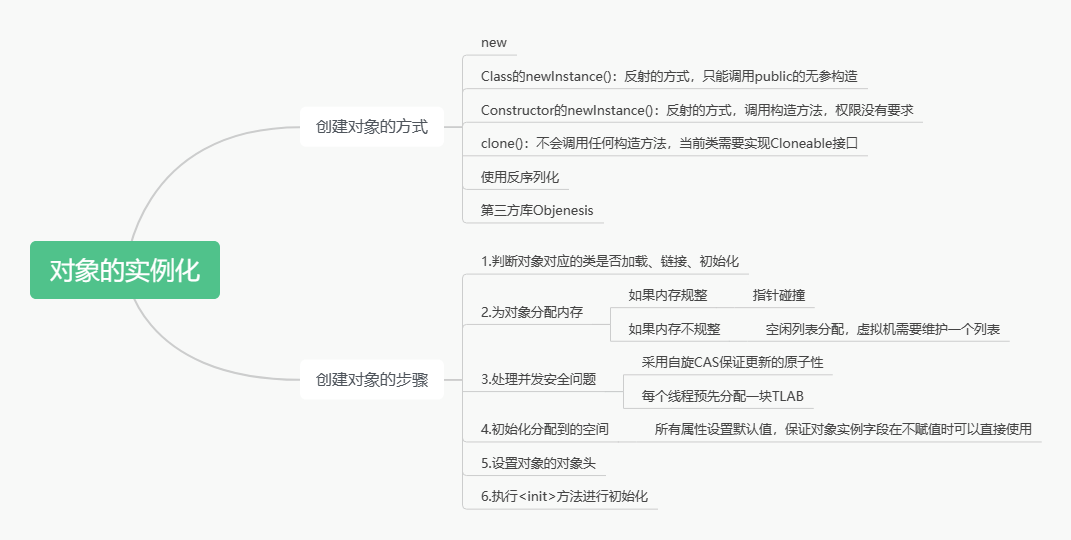 对象的实例化
创建对象的方式
new
Class的newInstance()：反射的方式，只能调用public的无参构造
Constructor的newInstance()：反射的方式，调用构造方法，权限没有要求
clone()：不会调用任何构造方法，当前类需要实现Cloneable接口
使用反序列化
第三方库Objenesis
创建对象的步骤
1.判断对象对应的类是否加载、链接、初始化
2.为对象分配内存
如果内存规整
指针碰撞
如果内存不规整
空闲列表分配，虚拟机需要维护一个列表
3.处理并发安全问题
采用自旋CAS保证更新的原子性
每个线程预先分配一块TLAB
4.初始化分配到的空间
所有属性设置默认值，保证对象实例字段在不赋值时可以直接使用
5.设置对象的对象头
6.执行<init>方法进行初始化